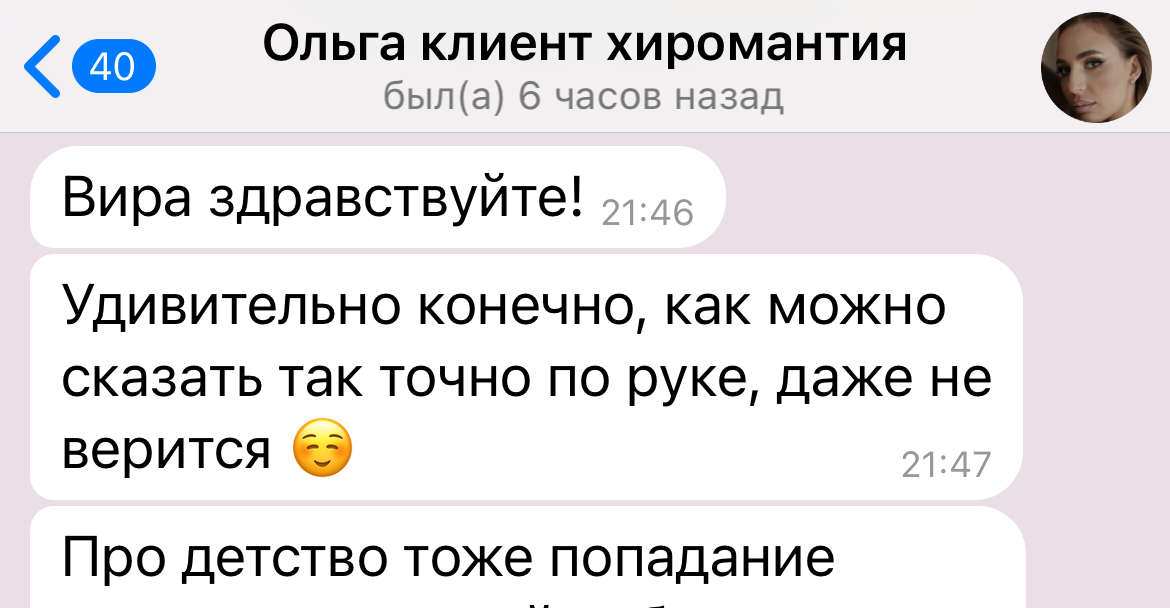 40
Ольга клиент хиромантия
был(а) 6 часов назад
Вира здравствуйте! 21:46
Удивительно конечно, как можно
сказать так точно по руке, даже не
верится ☺️ 21:47
Про детство тоже попадание